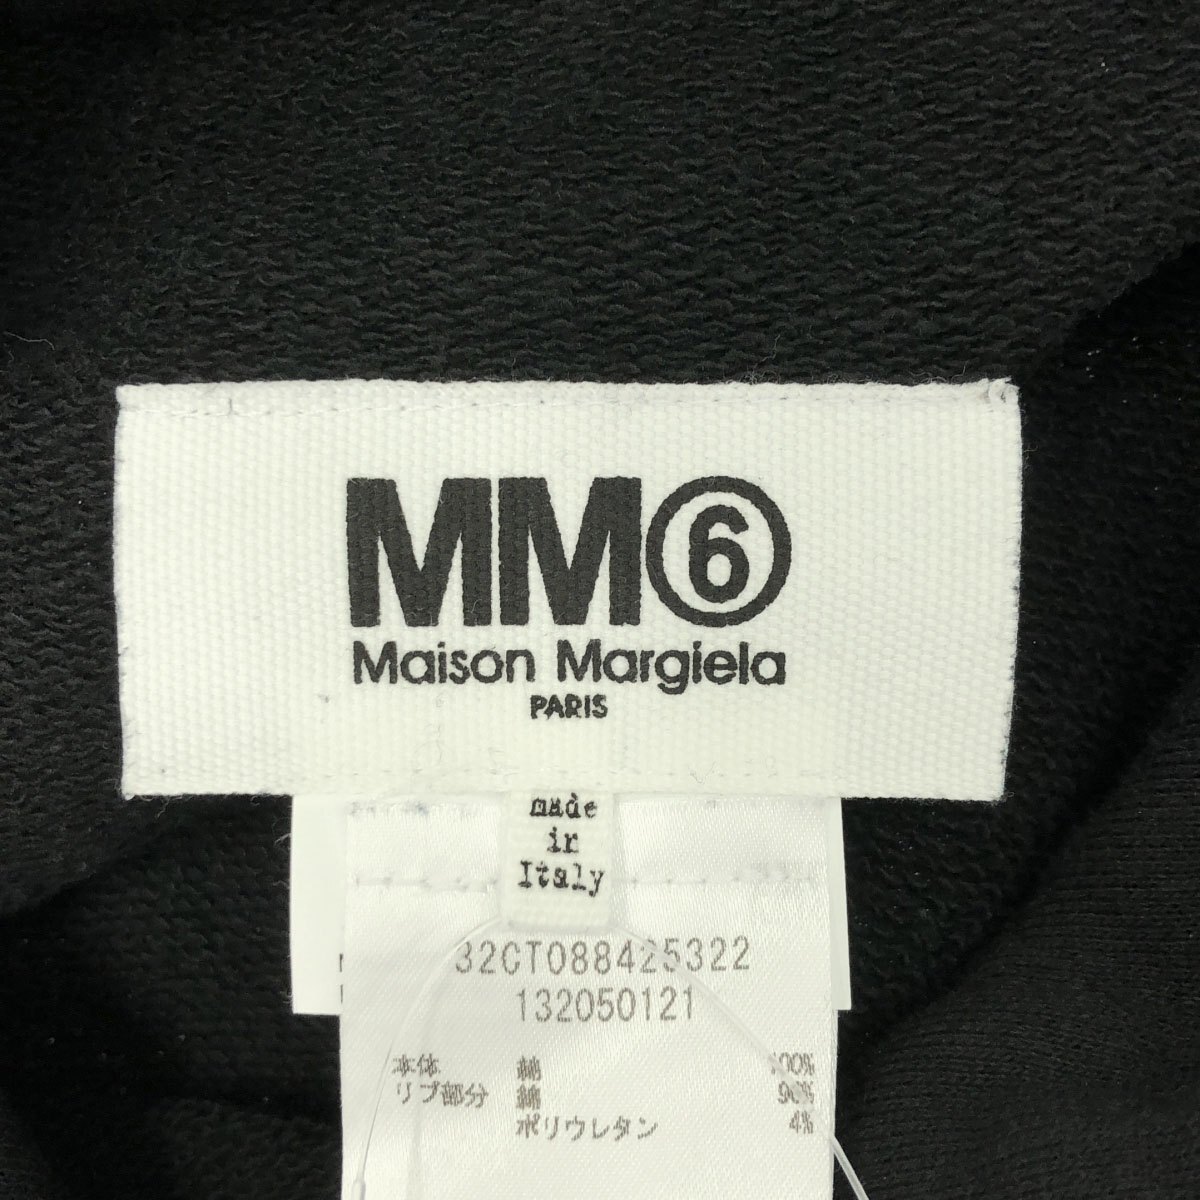 MM⑥
Maison Margiela
PARIS
made
in
Italy
32CT088425322
132050121
本体 綿 100%
リブ部分 綿 96%
ポリウレタン 4%